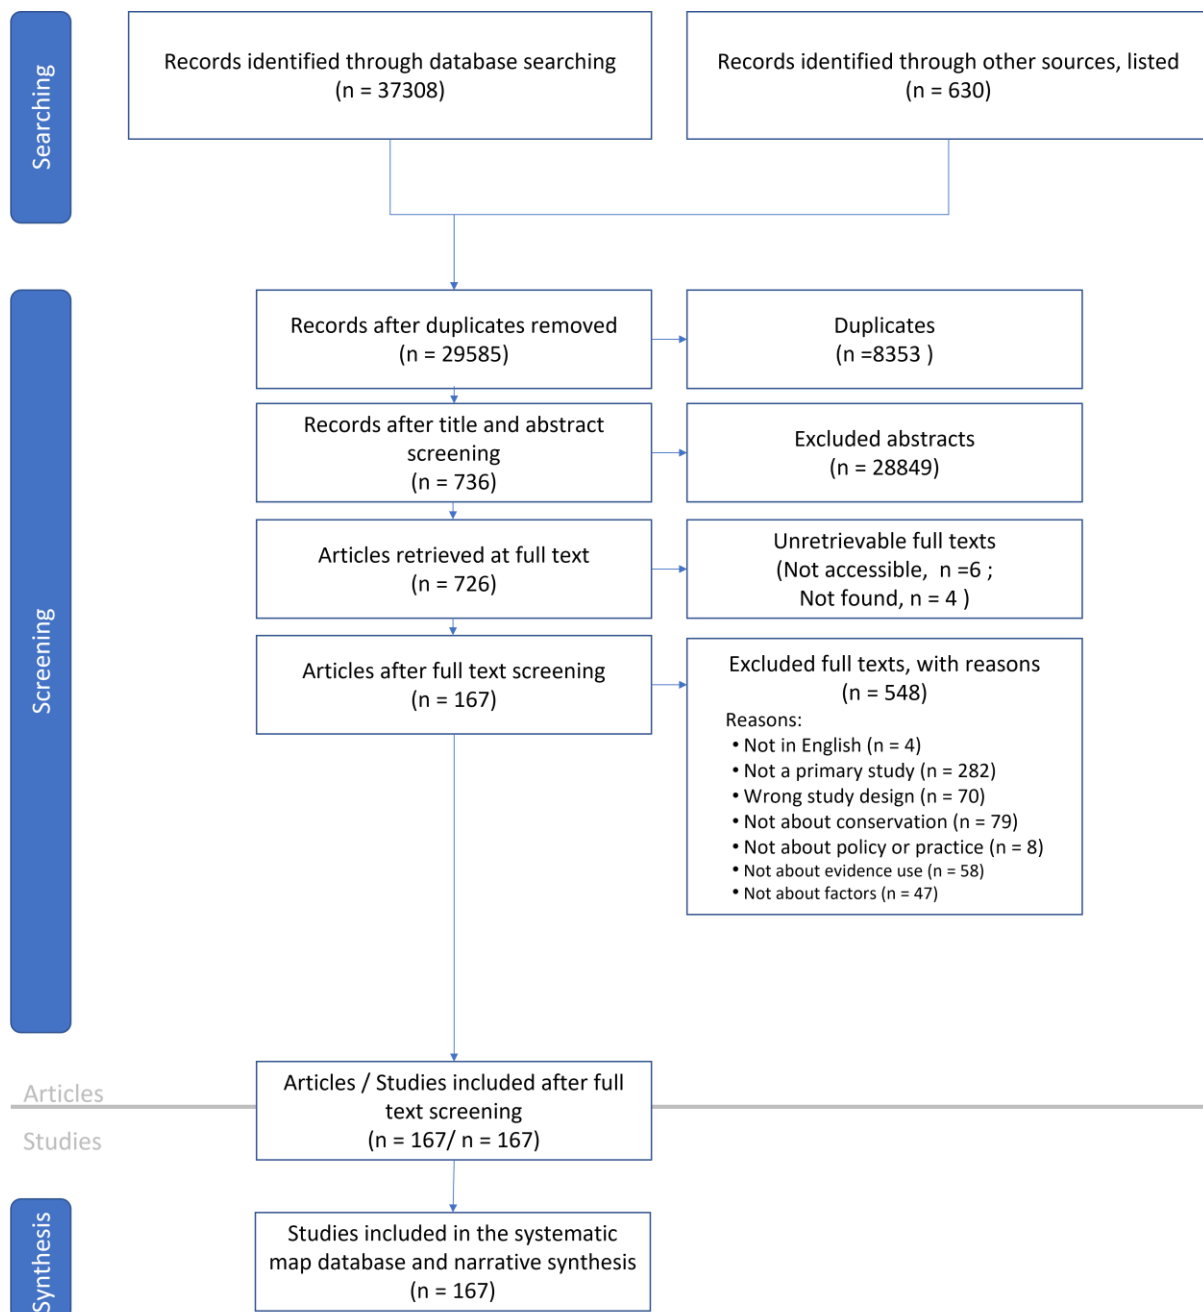 Searching
Records identified through database searching
(n = 37308)
Records identified through other sources, listed
(n = 630)
Screening
Records after duplicates removed
(n = 29585)
Duplicates
(n =8353 )
Records after title and abstract
screening
(n = 736)
Excluded abstracts
(n = 28849)
Articles retrieved at full text
(n = 726)
Unretrievable full texts
(Not accessible,  n =6 ;
Not found, n = 4 )
Articles after full text screening
(n = 167)
Excluded full texts, with reasons
(n = 548)
Reasons:
• Not in English (n = 4)
• Not a primary study (n = 282)
• Wrong study design (n = 70)
• Not about conservation (n = 79)
• Not about policy or practice (n = 8)
• Not about evidence use (n = 58)
• Not about factors (n = 47)
Articles
Studies
Articles / Studies included after full
text screening
(n = 167/ n = 167)
Synthesis
Studies included in the systematic
map database and narrative synthesis
(n = 167)